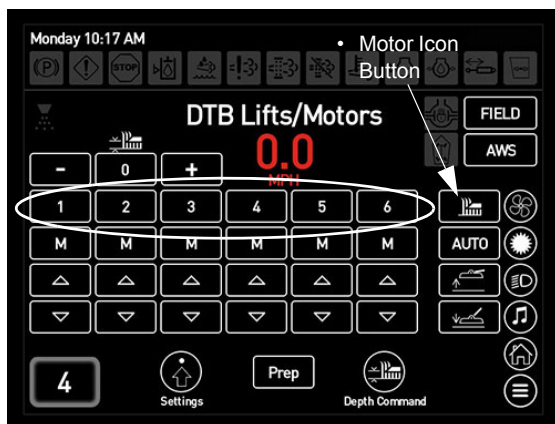 Monday 10:17 AM
• Motor Icon
Button
(P) STOP
DTB Lifts/Motors
FIELD
0.0
MPH
AWS
- 0 +
1 2 3 4 5 6
M M M M M M AUTO
4
Settings
Prep
Depth Command